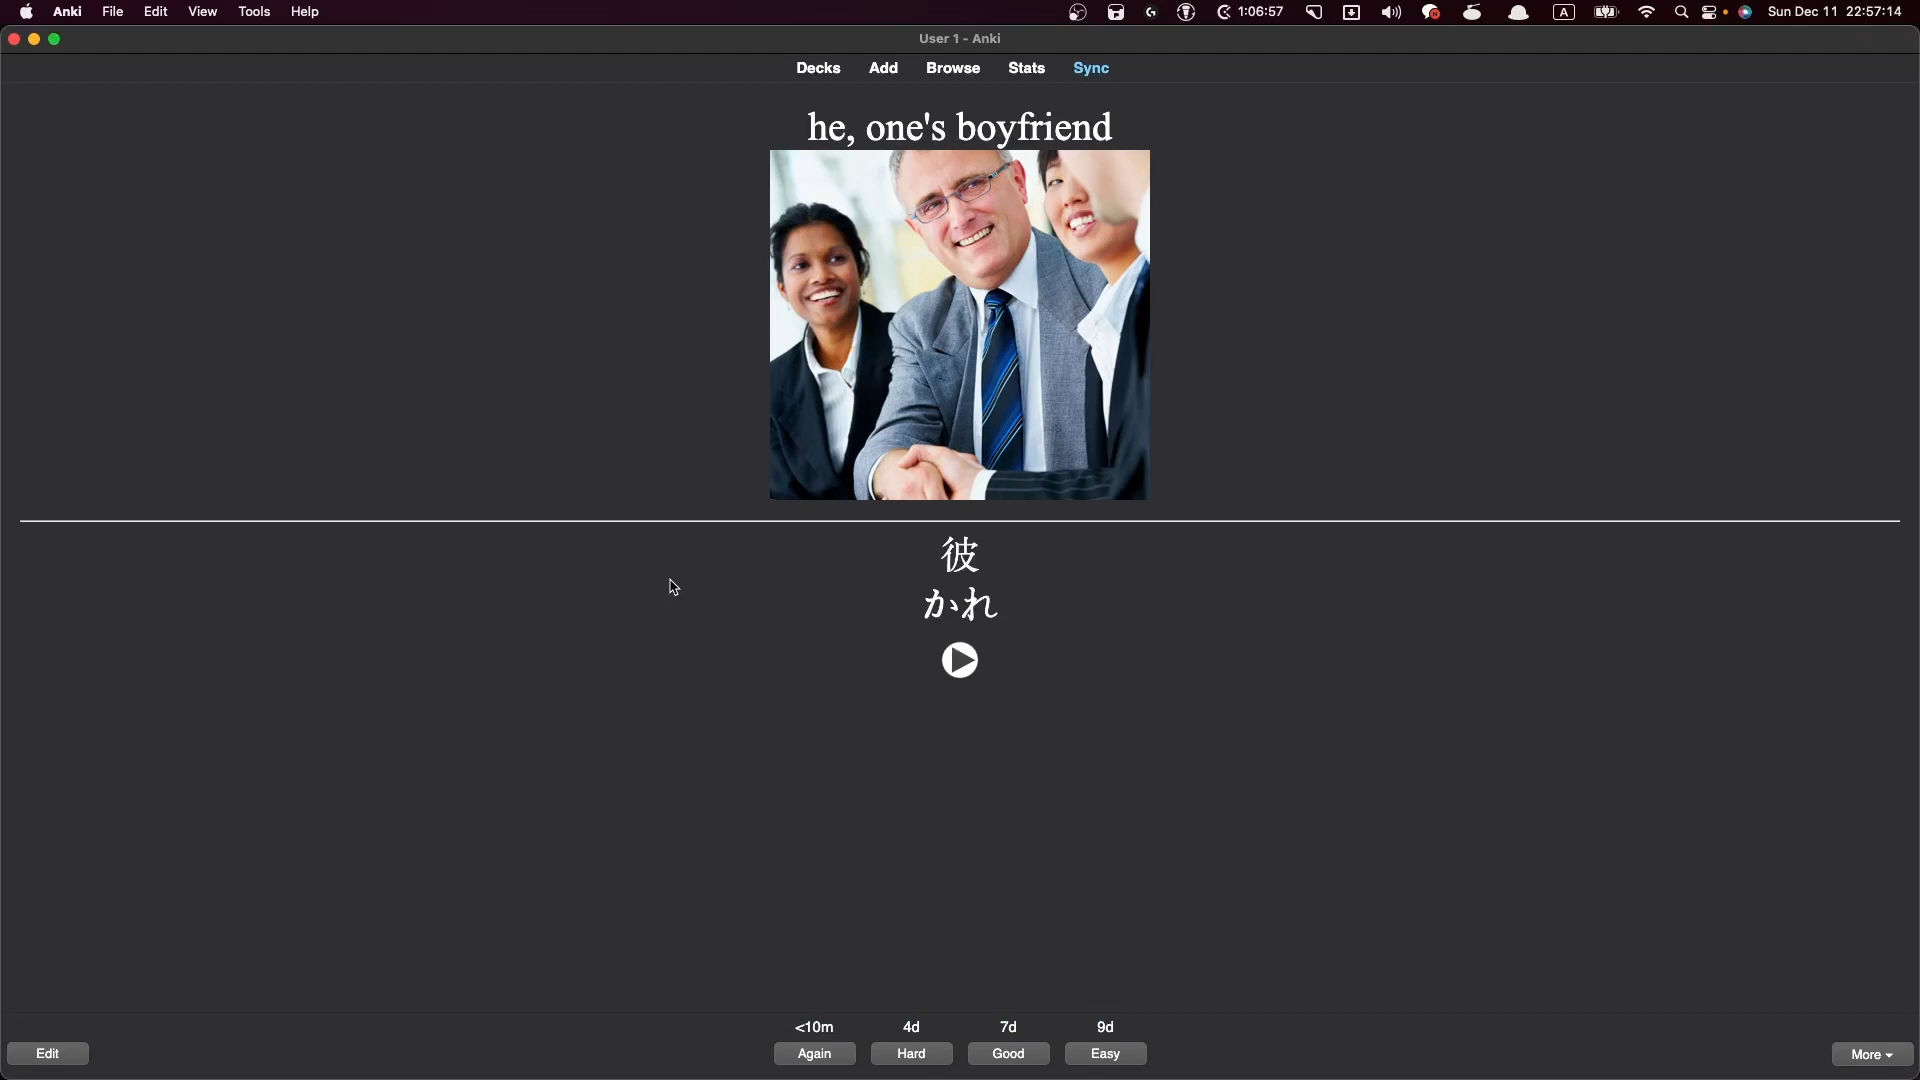 Anki File Edit View Tools Help 1:06:57 A Sun Dec 11 22:57:14
User 1 - Anki
Decks Add Browse Stats Sync
he, one's boyfriend
彼
かれ
<10m 4d 7d 9d
Edit Again Hard Good Easy More